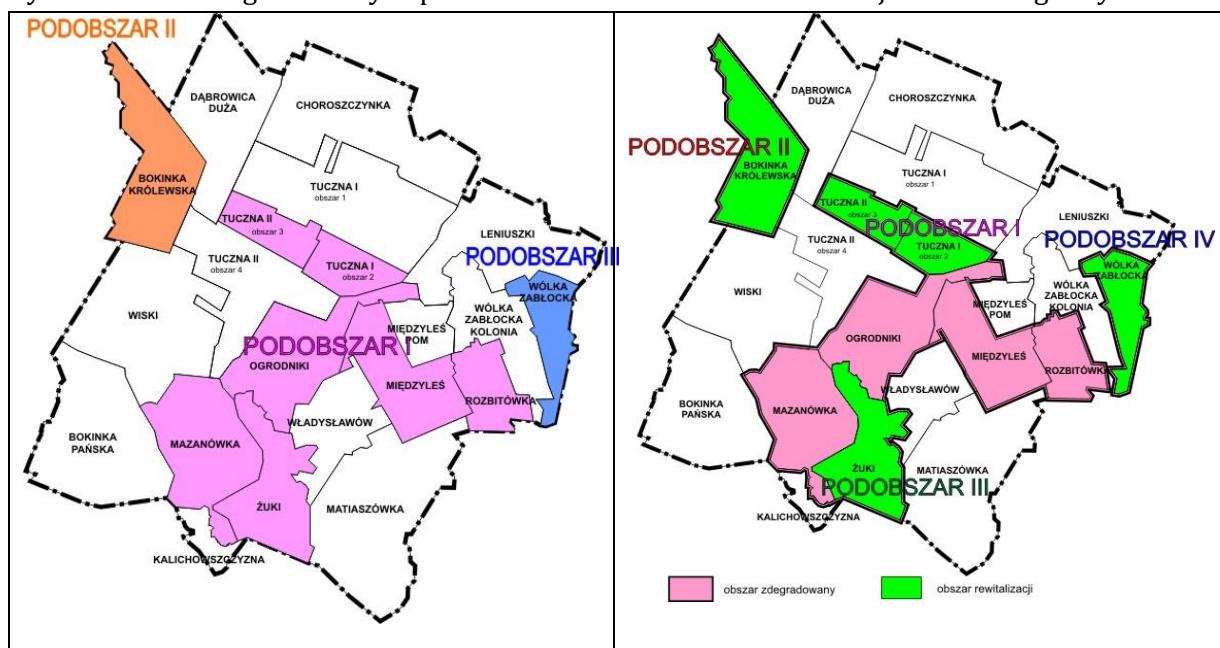 PODOBSZAR II
DĄBROWICA
DUŻA
CHOROSZCZYNKA
BOKINKA
KRÓLEWSKA
TUCZNA I
obszar 1
TUCZNA II
obszar 3
LENIUSZKI
PODOBSZAR III
TUCZNA II
obszar 4
TUCZNA I
obszar 2
WÓLKA
ZABŁOCKA
WISKI
WÓLKA
ZABŁOCKA
KOLONIA
MIĘDZYLEŚ
POM
PODOBSZAR I
OGRODNIKI
MIĘDZYLEŚ
ROZBITÓWKA
WŁADYSŁAWÓW
MAZANÓWKA
BOKINKA
PAŃSKA
ŻUKI
MATIASZÓWKA
KALICHOWSZCZYZNA
DĄBROWICA
DUŻA
CHOROSZCZYNKA
PODOBSZAR II
BOKINKA
KRÓLEWSKA
TUCZNA I
obszar 1
TUCZNA II
obszar 3
PODOBSZAR I
LENIUSZKI
PODOBSZAR IV
TUCZNA II
obszar 4
TUCZNA I
obszar 2
WÓLKA
ZABŁOCKA
WISKI
WÓLKA
ZABŁOCKA
KOLONIA
MIĘDZYLEŚ
POM
OGRODNIKI
MIĘDZYLEŚ
ROZBITÓWKA
WŁADYSŁAWÓW
MAZANÓWKA
BOKINKA
PAŃSKA
ŻUKI
MATIASZÓWKA
PODOBSZAR III
KALICHOWSZCZYZNA
obszar zdegradowany
obszar rewitalizacji